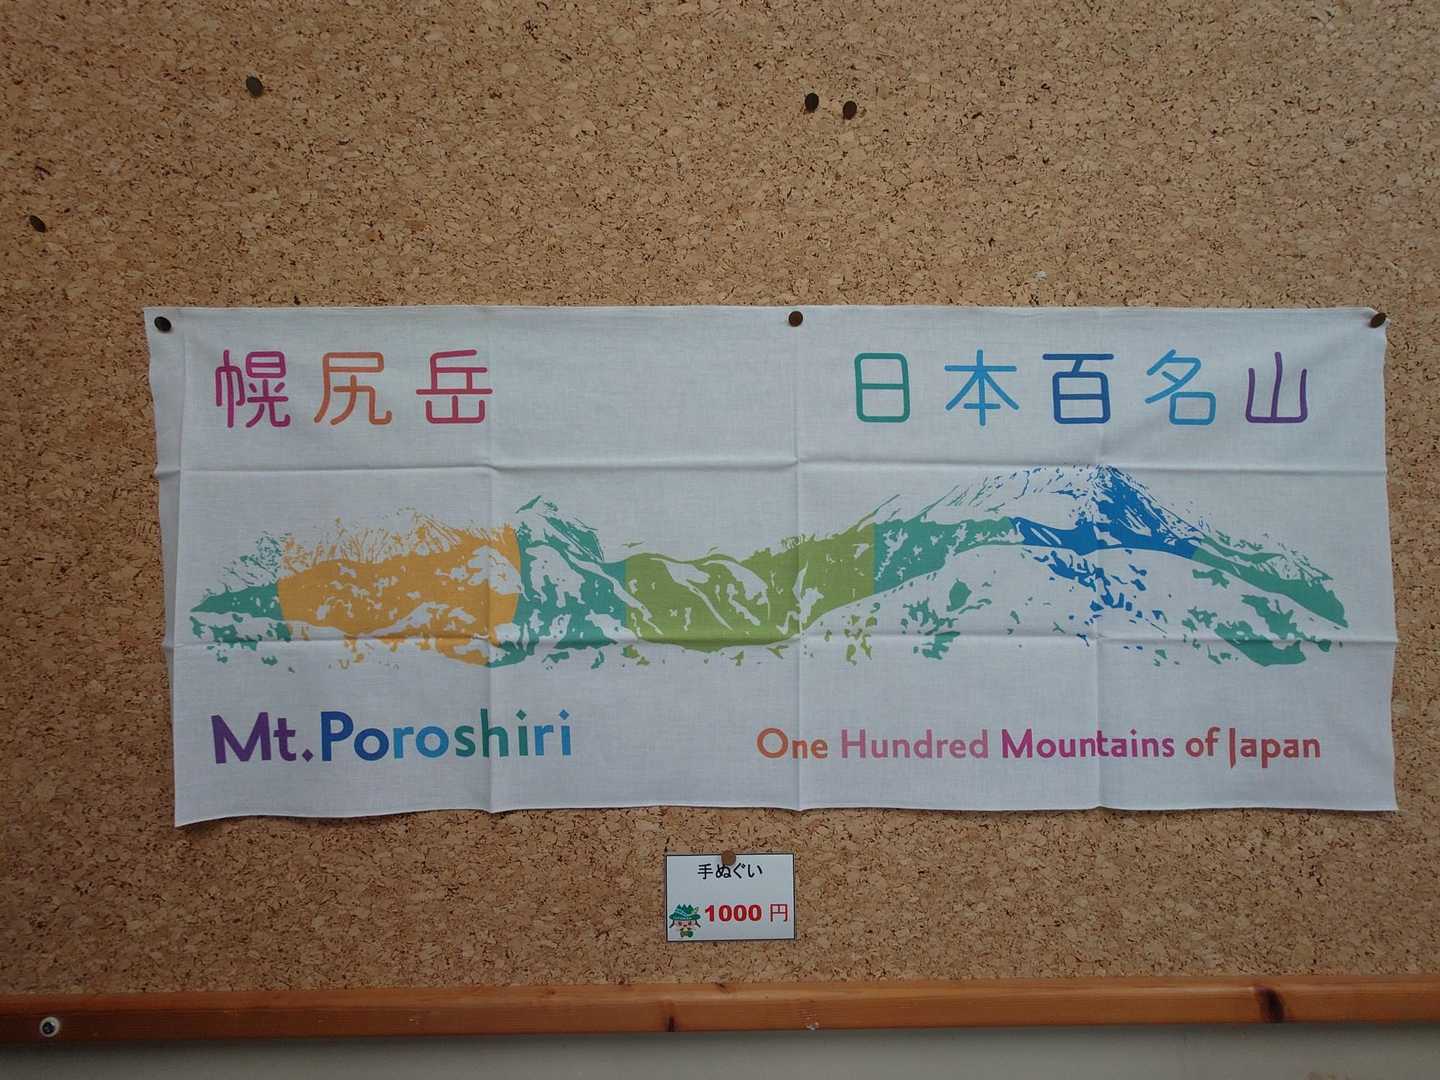 幌尻岳
日本百名山
Mt.Poroshiri
One Hundred Mountains of Japan
手ぬぐい
1000 円